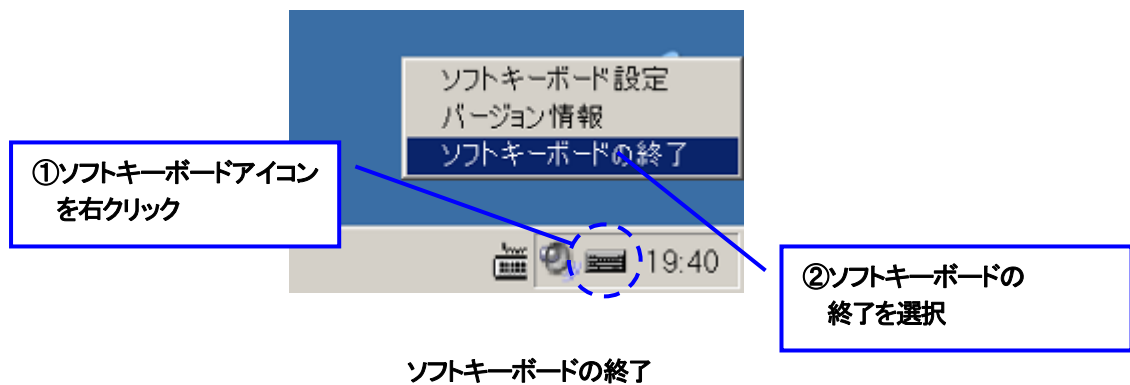 ソフトキーボード設定
バージョン情報
ソフトキーボードの終了
①ソフトキーボードアイコン
を右クリック
19:40
②ソフトキーボードの
終了を選択
ソフトキーボードの終了